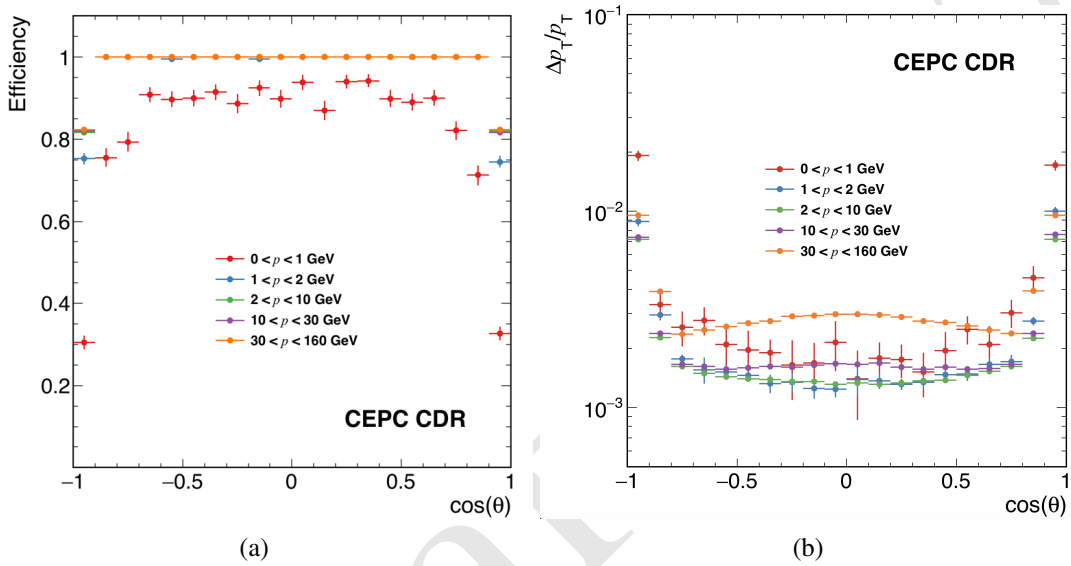 Efficiency
1
0.8
0.6
0.4
0.2
0 < p < 1 GeV
1 < p < 2 GeV
2 < p < 10 GeV
10 < p < 30 GeV
30 < p < 160 GeV
CEPC CDR
−1 −0.5 0 0.5 1
cos(θ)
(a)
Δp_T/p_T
10⁻¹
10⁻²
10⁻³
CEPC CDR
0 < p < 1 GeV
1 < p < 2 GeV
2 < p < 10 GeV
10 < p < 30 GeV
30 < p < 160 GeV
−1 −0.5 0 0.5 1
cos(θ)
(b)